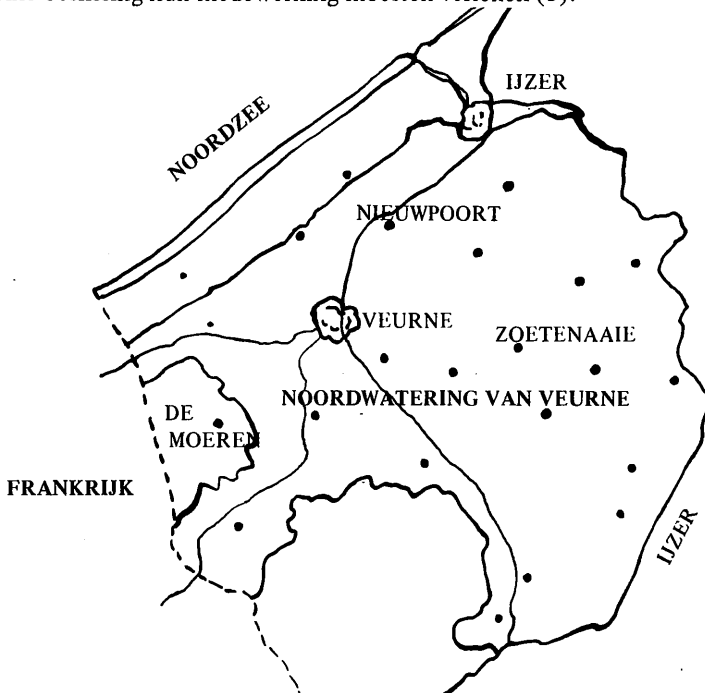 IJZER
NOORDZEE
NIEUWPOORT
VEURNE
ZOETENAAIE
NOORDWATERING VAN VEURNE
DE
MOEREN
FRANKRIJK
IJZER